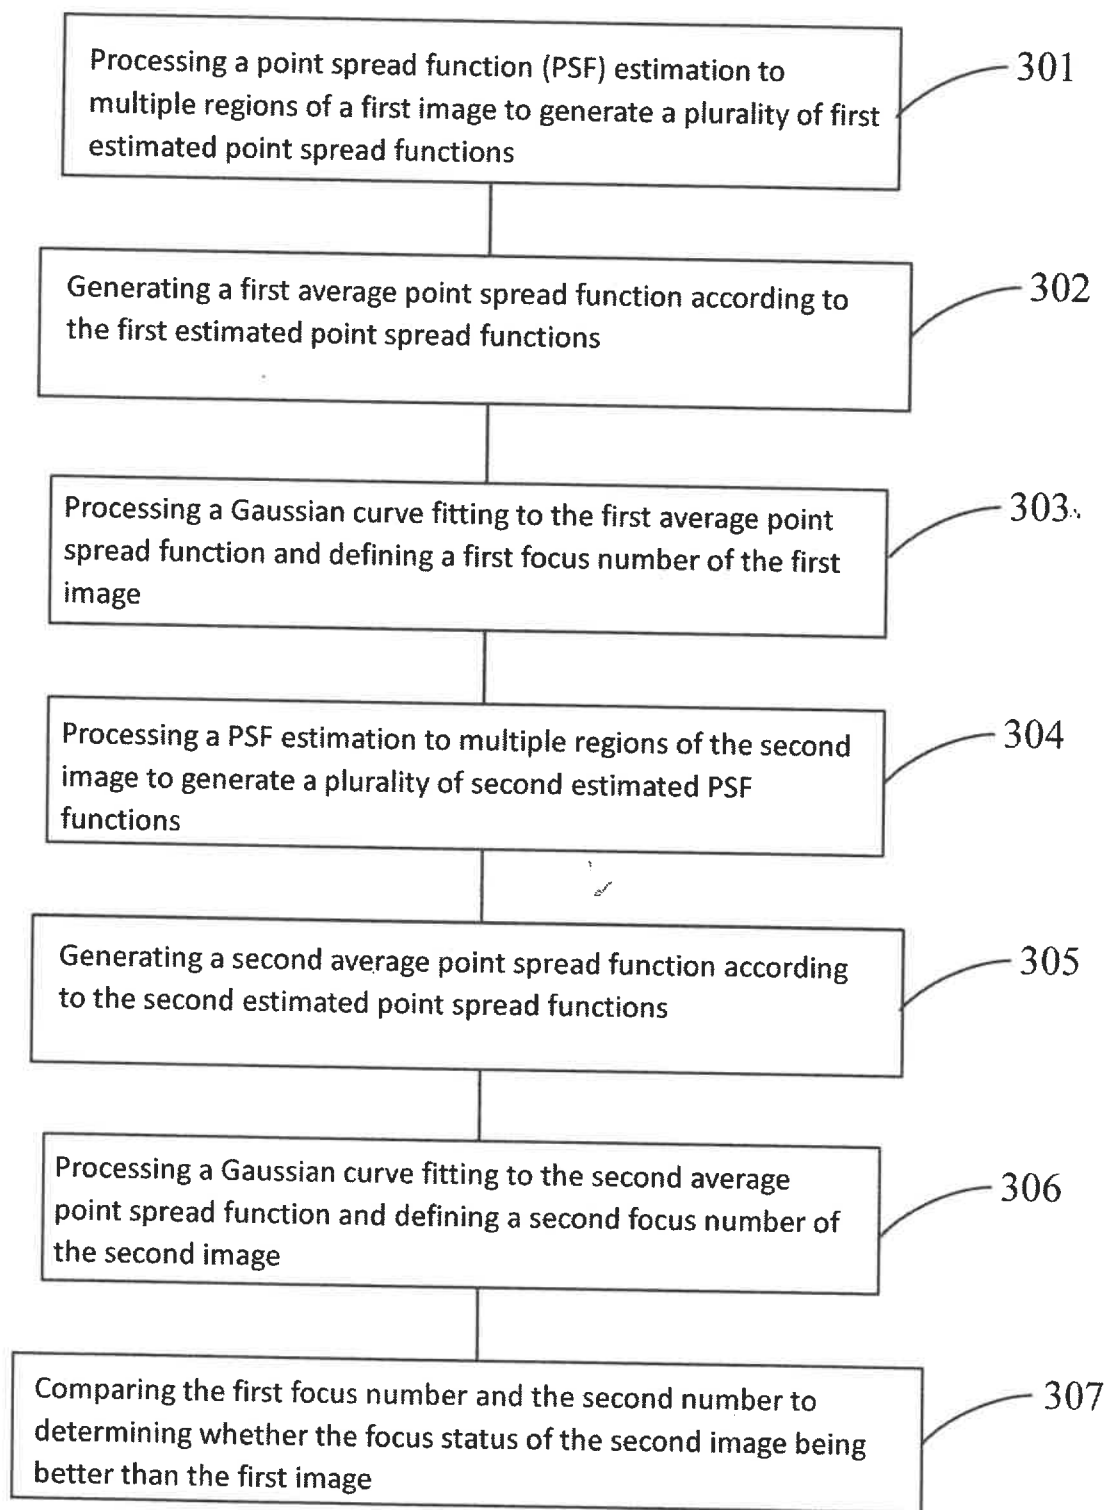 Processing a point spread function (PSF) estimation to
multiple regions of a first image to generate a plurality of first
estimated point spread functions
301
Generating a first average point spread function according to
the first estimated point spread functions
302
Processing a Gaussian curve fitting to the first average point
spread function and defining a first focus number of the first
image
303
Processing a PSF estimation to multiple regions of the second
image to generate a plurality of second estimated PSF
functions
304
Generating a second average point spread function according
to the second estimated point spread functions
305
Processing a Gaussian curve fitting to the second average
point spread function and defining a second focus number of
the second image
306
Comparing the first focus number and the second number to
determining whether the focus status of the second image being
better than the first image
307